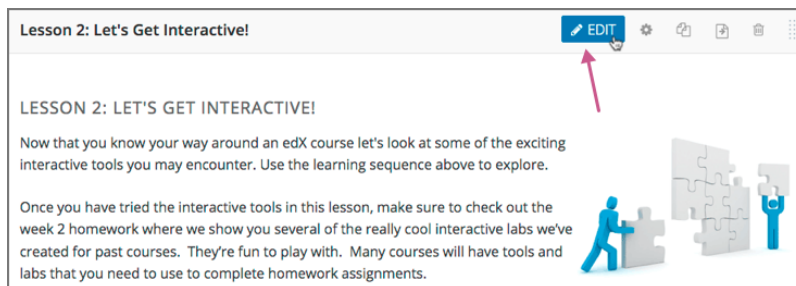 Lesson 2: Let's Get Interactive!
EDIT
LESSON 2: LET'S GET INTERACTIVE!
Now that you know your way around an edX course let's look at some of the exciting
interactive tools you may encounter. Use the learning sequence above to explore.
Once you have tried the interactive tools in this lesson, make sure to check out the
week 2 homework where we show you several of the really cool interactive labs we've
created for past courses.  They're fun to play with.  Many courses will have tools and
labs that you need to use to complete homework assignments.